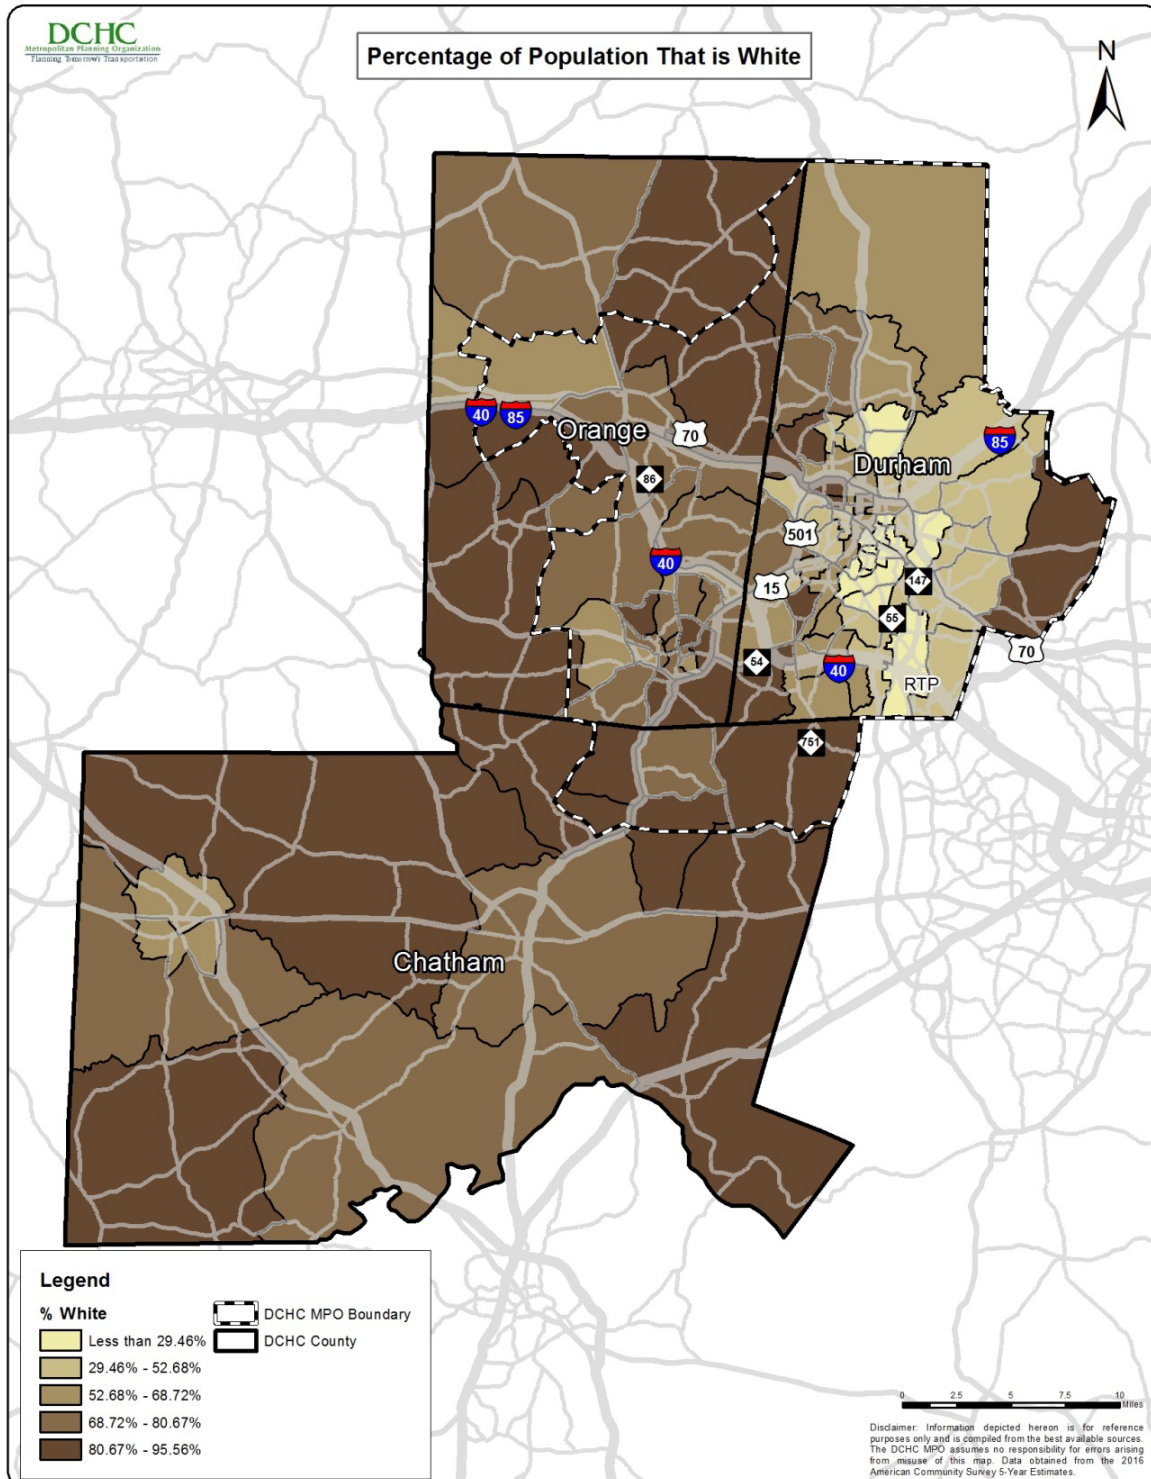 DCHC
Metropolitan Planning Organization
Planning Tomorrow's Transportation
Percentage of Population That is White
N
40
85
Orange
70
86
Durham
85
501
40
15
147
55
54
40
RTP
70
751
Chatham
Legend
% White
Less than 29.46%
29.46% - 52.68%
52.68% - 68.72%
68.72% - 80.67%
80.67% - 95.56%
DCHC MPO Boundary
DCHC County
0 2.5 5 7.5 10
Miles
Disclaimer: Information depicted hereon is for reference
purposes only and is compiled from the best available sources.
The DCHC MPO assumes no responsibility for errors arising
from misuse of this map. Data obtained from the 2016
American Community Survey 5-Year Estimates.